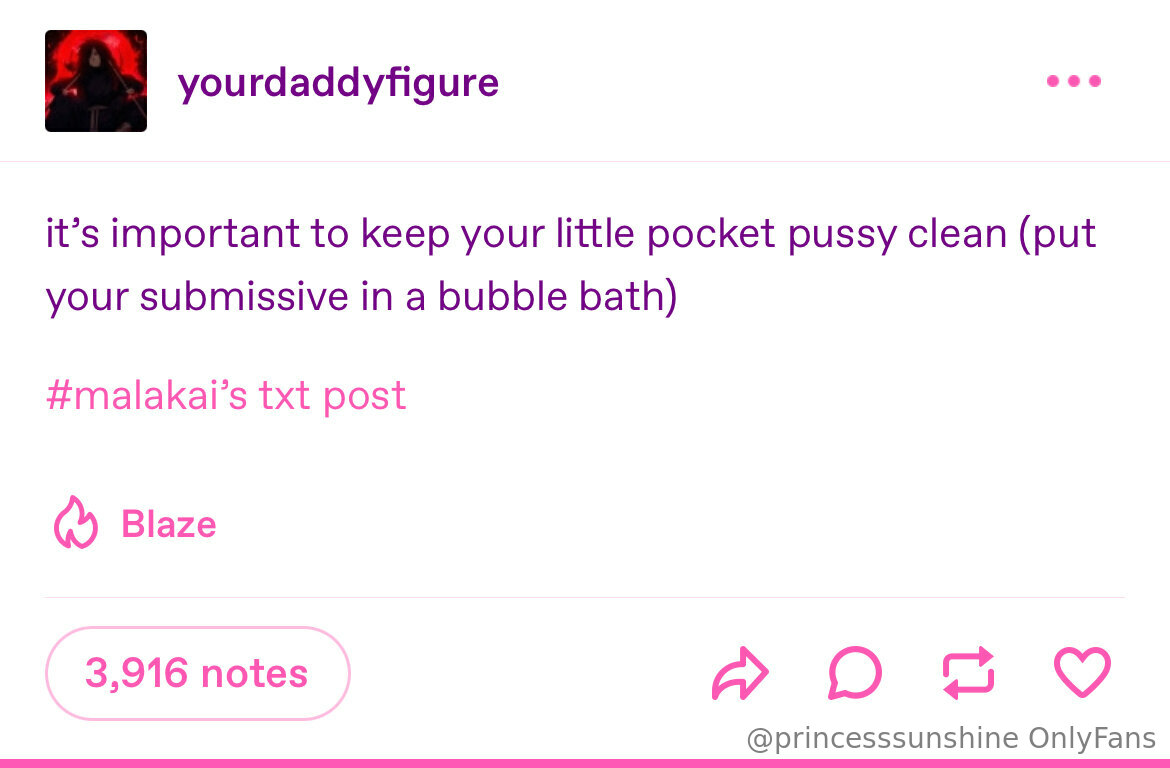 yourdaddyfigure
it’s important to keep your little pocket pussy clean (put
your submissive in a bubble bath)
#malakai’s txt post
Blaze
3,916 notes
@princesssunshine OnlyFans